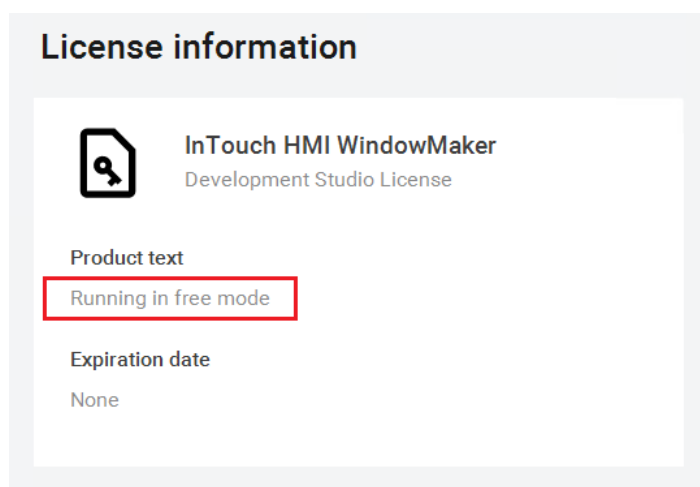 License information
InTouch HMI WindowMaker
Development Studio License
Product text
Running in free mode
Expiration date
None